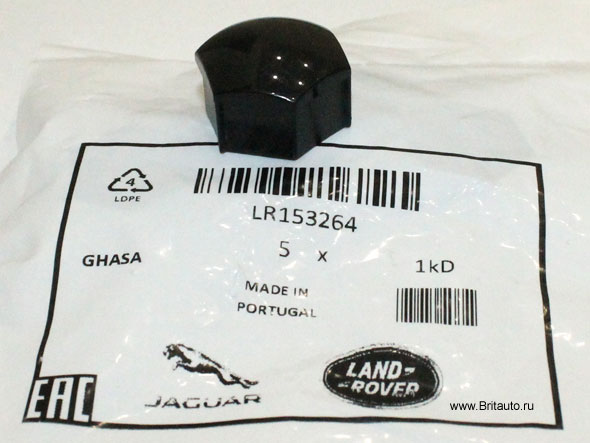 4
LDPE
LR153264
GHASA
5 x
1kD
MADE IN
PORTUGAL
JAGUAR
LAND-
-ROVER
EAC
www.Britauto.ru